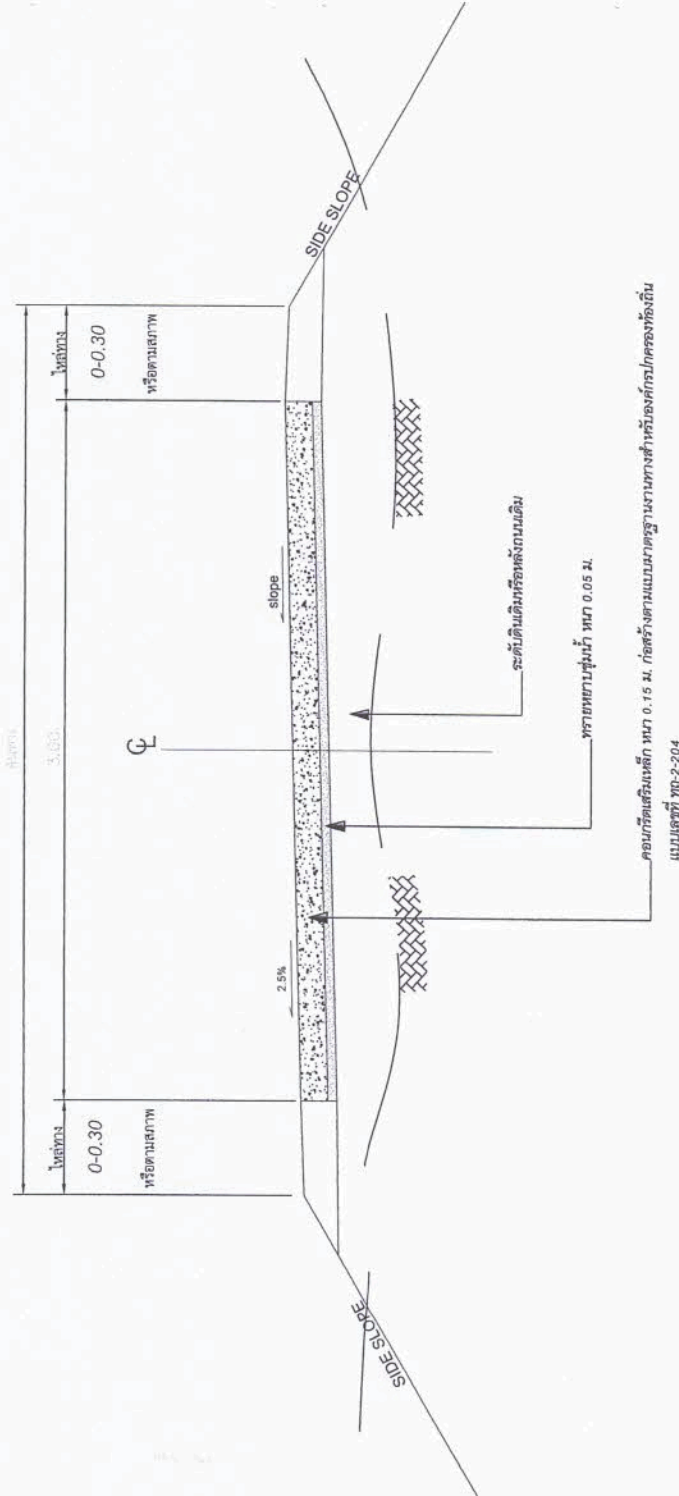 คันทาง
3.00
ไหล่ทาง
0-0.30
หรือตามสภาพ
ไหล่ทาง
0-0.30
หรือตามสภาพ
C
L
2.5%
slope
SIDE SLOPE
SIDE SLOPE
ระดับดินเดิมหรือหลังถนนเดิม
ทรายหยาบชุ่มน้ำ หนา 0.05 ม.
คอนกรีตเสริมเหล็ก หนา 0.15 ม. ก่อสร้างตามแบบมาตรฐานงานทางสำหรับองค์กรปกครองท้องถิ่น
แบบเลขที่ ทถ-2-204